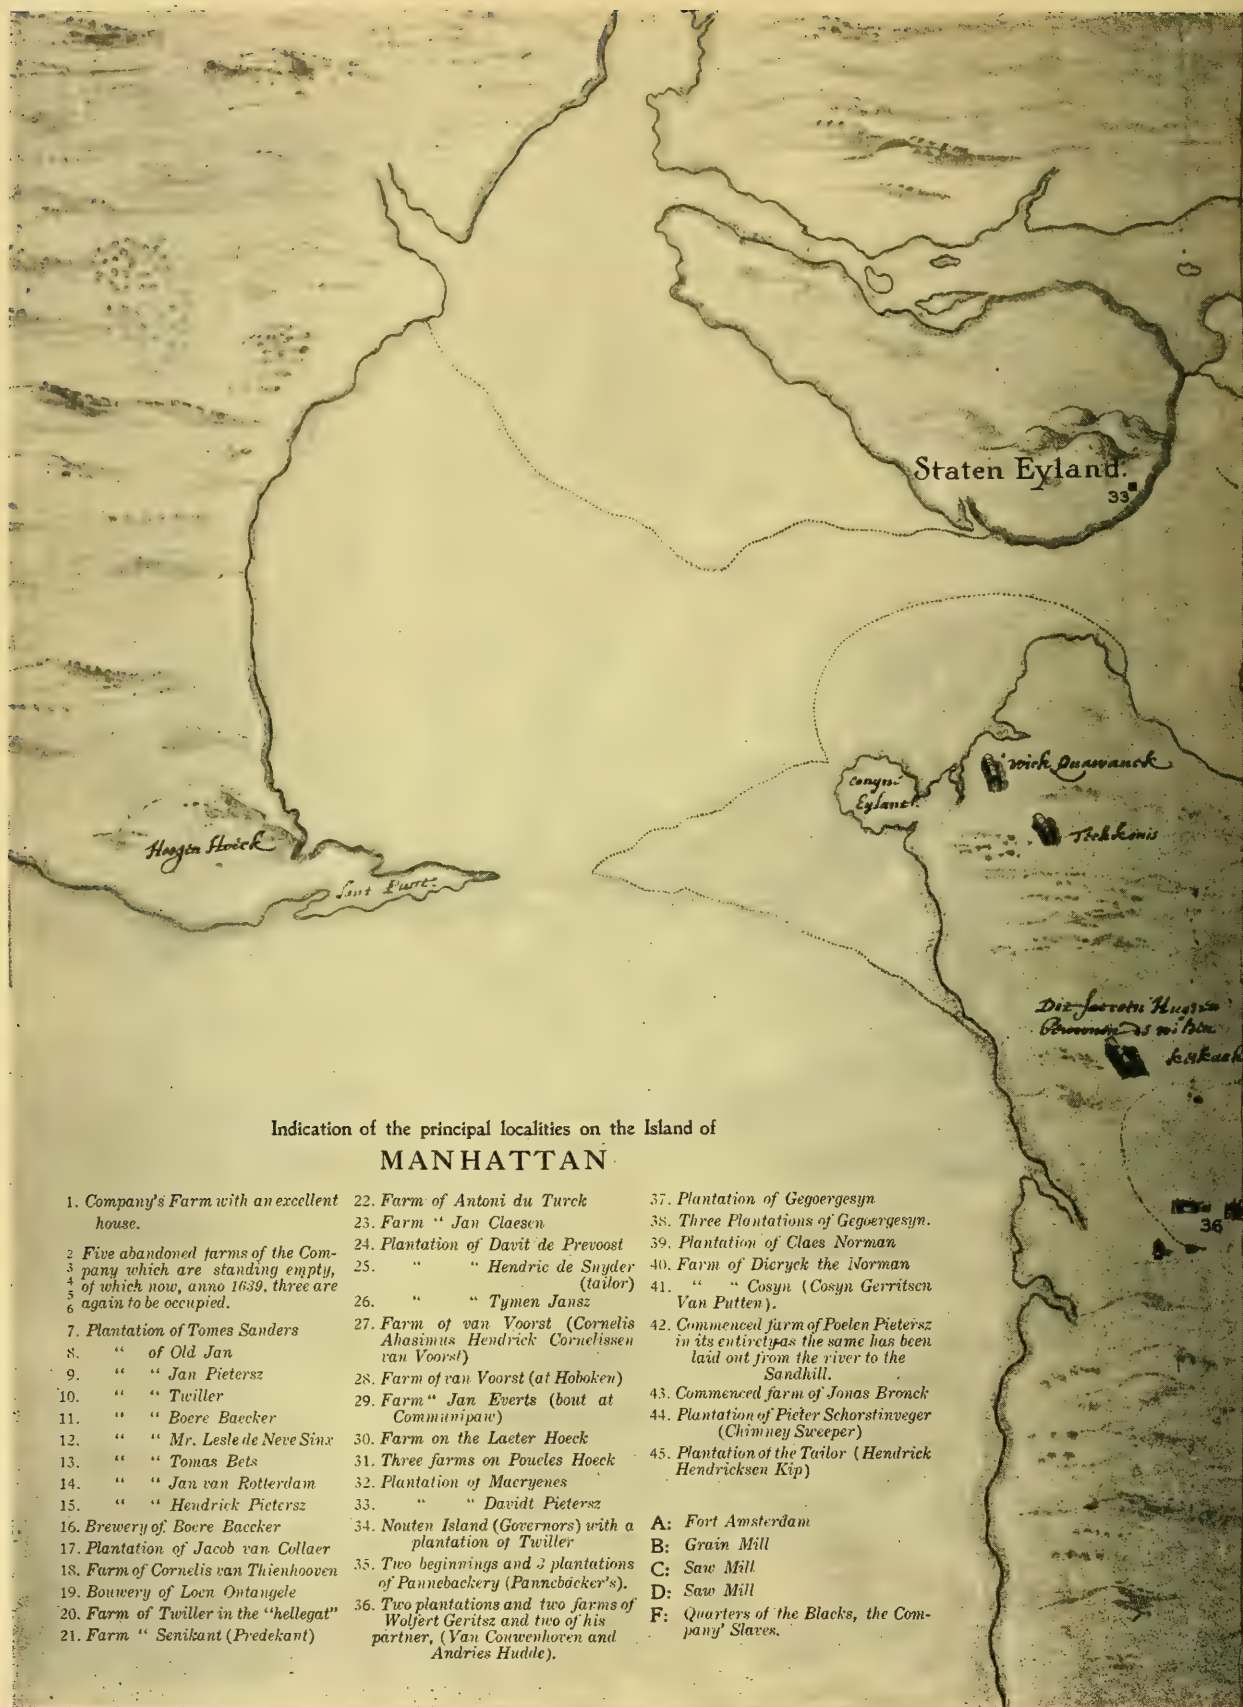 Staten Eyland.
33
Conyne
Eylant.
Wick Quawanck
Techkonis
Hoogen Hoeck
Sant Punt.
36
Indication of the principal localities on the Island of
MANHATTAN
1. Company's Farm with an excellent
house.
2 Five abandoned farms of the Com-
3 pany which are standing empty,
4 of which now, anno 1639, three are
5
6 again to be occupied.
7. Plantation of Tomes Sanders
8. “ of Old Jan
9. “ “ Jan Pietersz
10. “ “ Twiller
11. “ “ Boere Baecker
12. “ “ Mr. Lesle de Neve Sinx
13. “ “ Tomas Bets
14. “ “ Jan van Rotterdam
15. “ “ Hendrick Pietersz
16. Brewery of Boere Baecker
17. Plantation of Jacob van Collaer
18. Farm of Cornelis van Thienhooven
19. Bouwery of Loen Ontangele
20. Farm of Twiller in the "hellegat"
21. Farm “ Senikant (Predekant)
22. Farm of Antoni du Turck
23. Farm “ Jan Claesen
24. Plantation of Davit de Prevoost
25. “ “ Hendric de Snyder
(tailor)
26. “ “ Tymen Jansz
27. Farm of van Voorst (Cornelis
Ahasimus Hendrick Cornelissen
van Voorst)
28. Farm of van Voorst (at Hoboken)
29. Farm “ Jan Everts (bout at
Communipaw)
30. Farm on the Laeter Hoeck
31. Three farms on Poucles Hoeck
32. Plantation of Macryenes
33. “ “ Davidt Pietersz
34. Nouten Island (Governors) with a
plantation of Twiller
35. Two beginnings and 3 plantations
of Pannebackery (Pannebäcker's).
36. Two plantations and two farms of
Wolfert Geritsz and two of his
partner, (Van Couwenhoven and
Andries Hudde).
37. Plantation of Gegoergesyn
38. Three Plantations of Gegoergesyn.
39. Plantation of Claes Norman
40. Farm of Dicryck the Norman
41. “ “ Cosyn (Cosyn Gerritsen
Van Putten).
42. Commenced farm of Poelen Pietersz
in its entirety as the same has been
laid out from the river to the
Sandhill.
43. Commenced farm of Jonas Bronck
44. Plantation of Pieter Schorstinveger
(Chimney Sweeper)
45. Plantation of the Tailor (Hendrick
Hendricksen Kip)
A: Fort Amsterdam
B: Grain Mill
C: Saw Mill
D: Saw Mill
F: Quarters of the Blacks, the Com-
pany' Slaves.